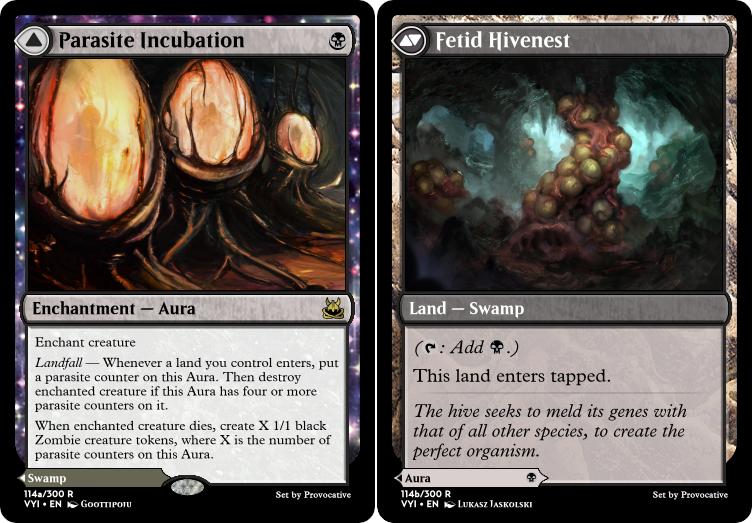 Parasite Incubation
Enchantment — Aura
Enchant creature
Landfall — Whenever a land you control enters, put
a parasite counter on this Aura. Then destroy
enchanted creature if this Aura has four or more
parasite counters on it.
When enchanted creature dies, create X 1/1 black
Zombie creature tokens, where X is the number of
parasite counters on this Aura.
Swamp
114a/300 R
Set by Provocative
VYI • EN Goottipoju
Fetid Hivenest
Land — Swamp
( : Add .)
This land enters tapped.
The hive seeks to meld its genes with
that of all other species, to create the
perfect organism.
Aura
114b/300 R
Set by Provocative
VYI • EN Lukasz Jaskolski